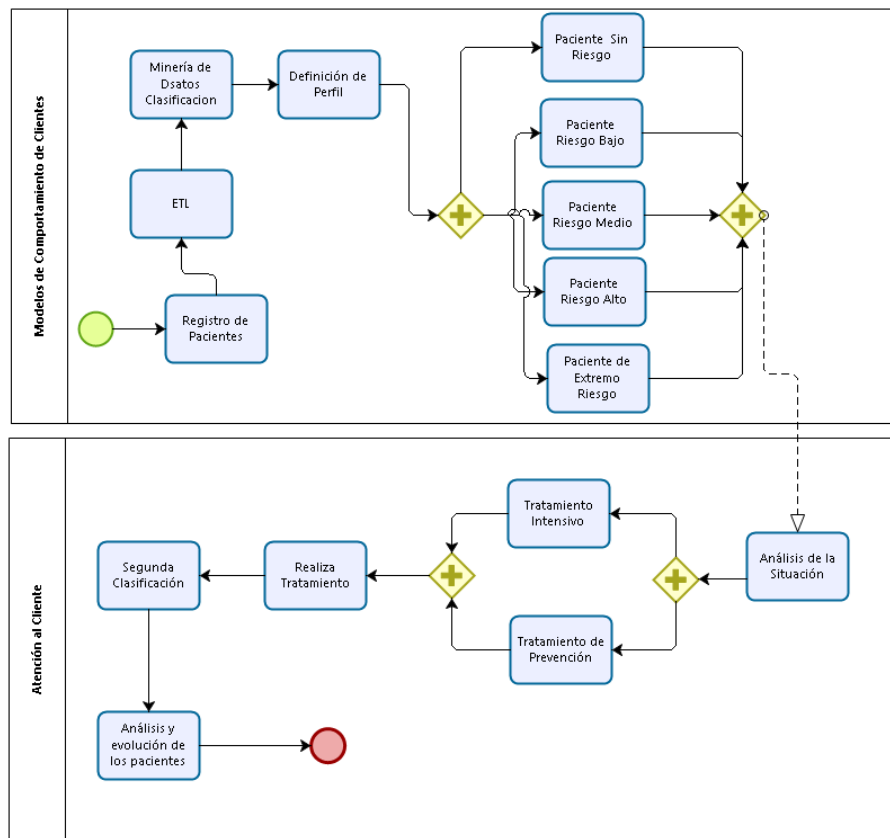 Modelos de Comportamiento de Clientes
Minería de
Dsatos
Clasificacion
Definición de
Perfil
ETL
Registro de
Pacientes
Paciente Sin
Riesgo
Paciente
Riesgo Bajo
Paciente
Riesgo Medio
Paciente
Riesgo Alto
Paciente de
Extremo
Riesgo
Atención al Cliente
Análisis de la
Situación
Tratamiento
Intensivo
Tratamiento de
Prevención
Realiza
Tratamiento
Segunda
Clasificación
Análisis y
evolución de
los pacientes